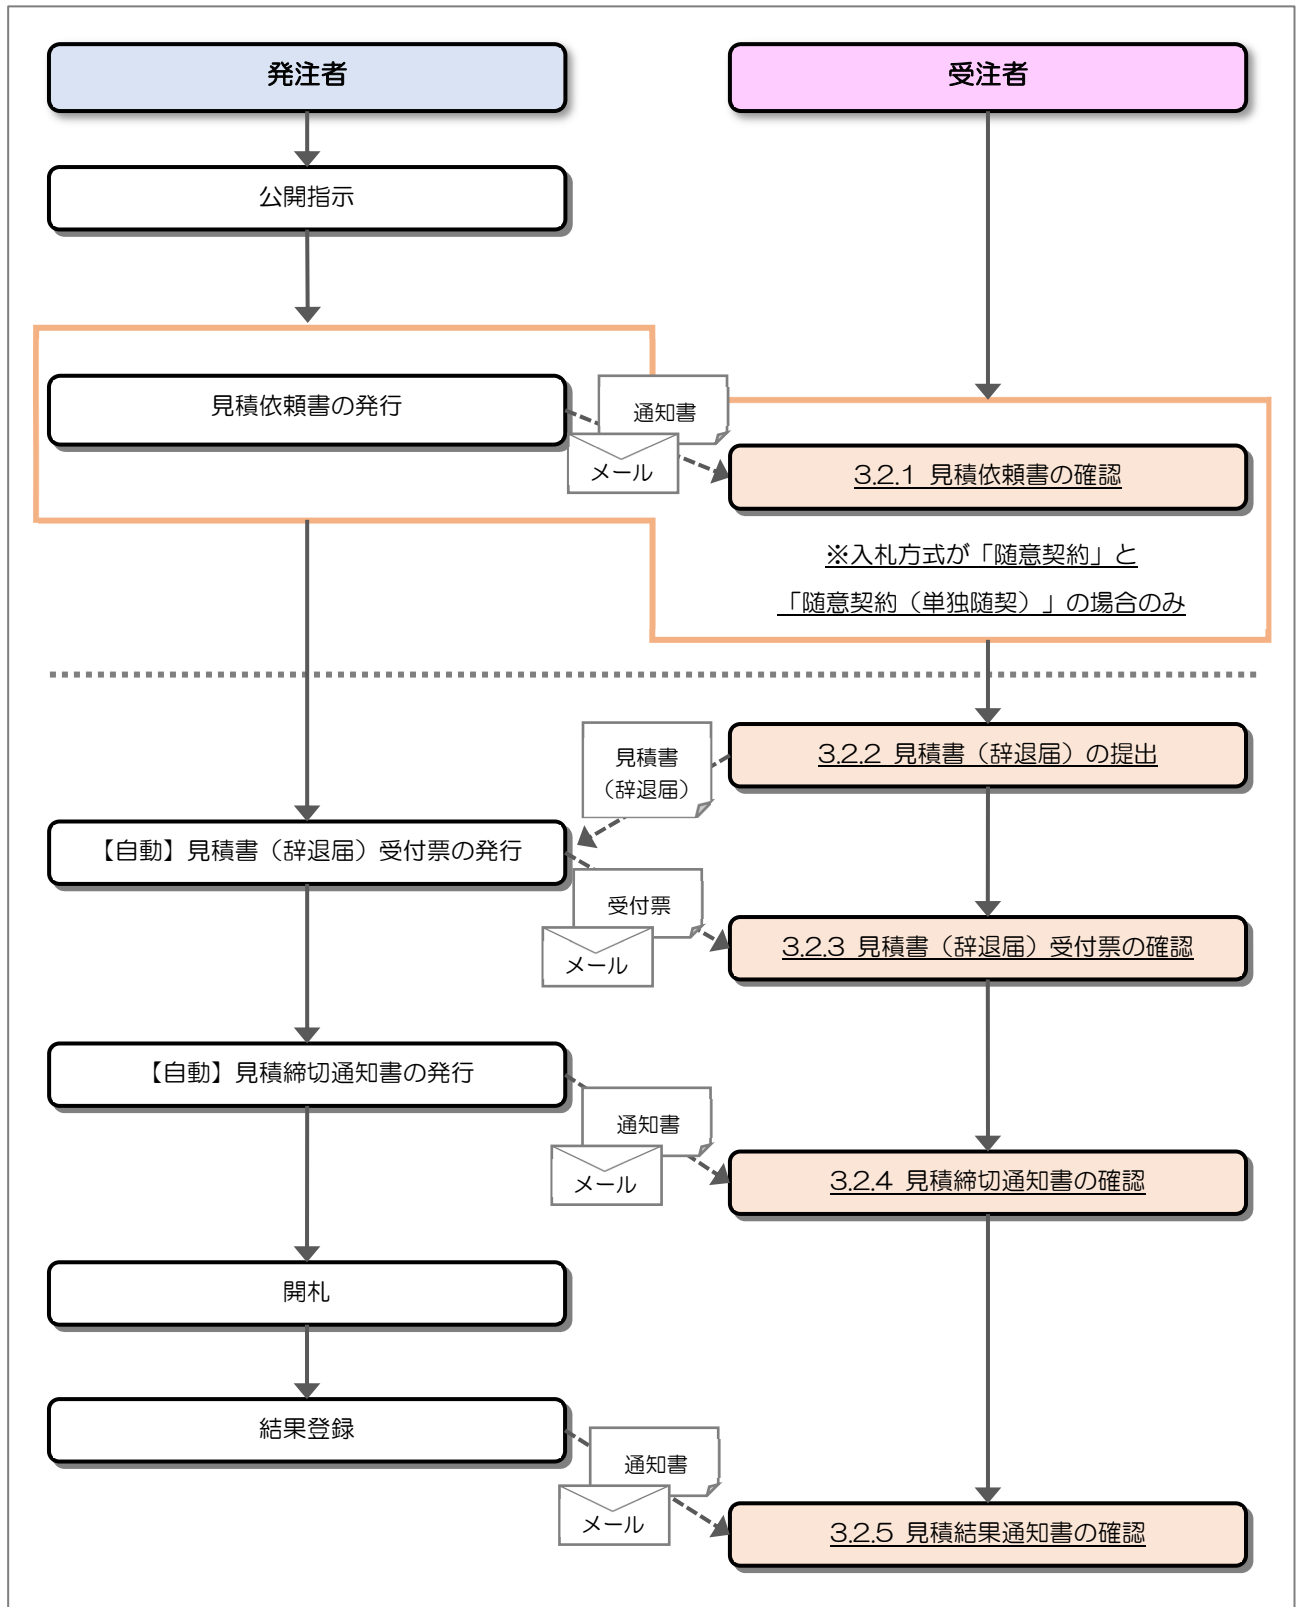 発注者
受注者
公開指示
見積依頼書の発行
通知書
メール
3.2.1 見積依頼書の確認
※入札方式が「随意契約」と
「随意契約（単独随契）」の場合のみ
3.2.2 見積書（辞退届）の提出
見積書
（辞退届）
【自動】見積書（辞退届）受付票の発行
受付票
メール
3.2.3 見積書（辞退届）受付票の確認
【自動】見積締切通知書の発行
通知書
メール
3.2.4 見積締切通知書の確認
開札
結果登録
通知書
メール
3.2.5 見積結果通知書の確認